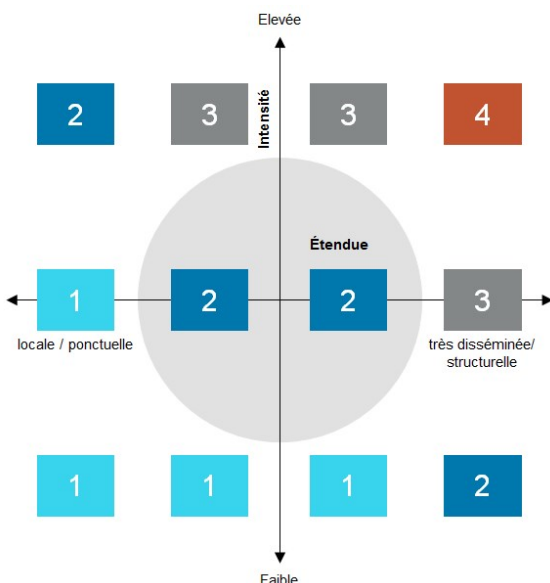 Elevée
2 3 3 4
Intensité
Étendue
1 2 2 3
locale / ponctuelle
très disséminée/
structurelle
1 1 1 2
Faible